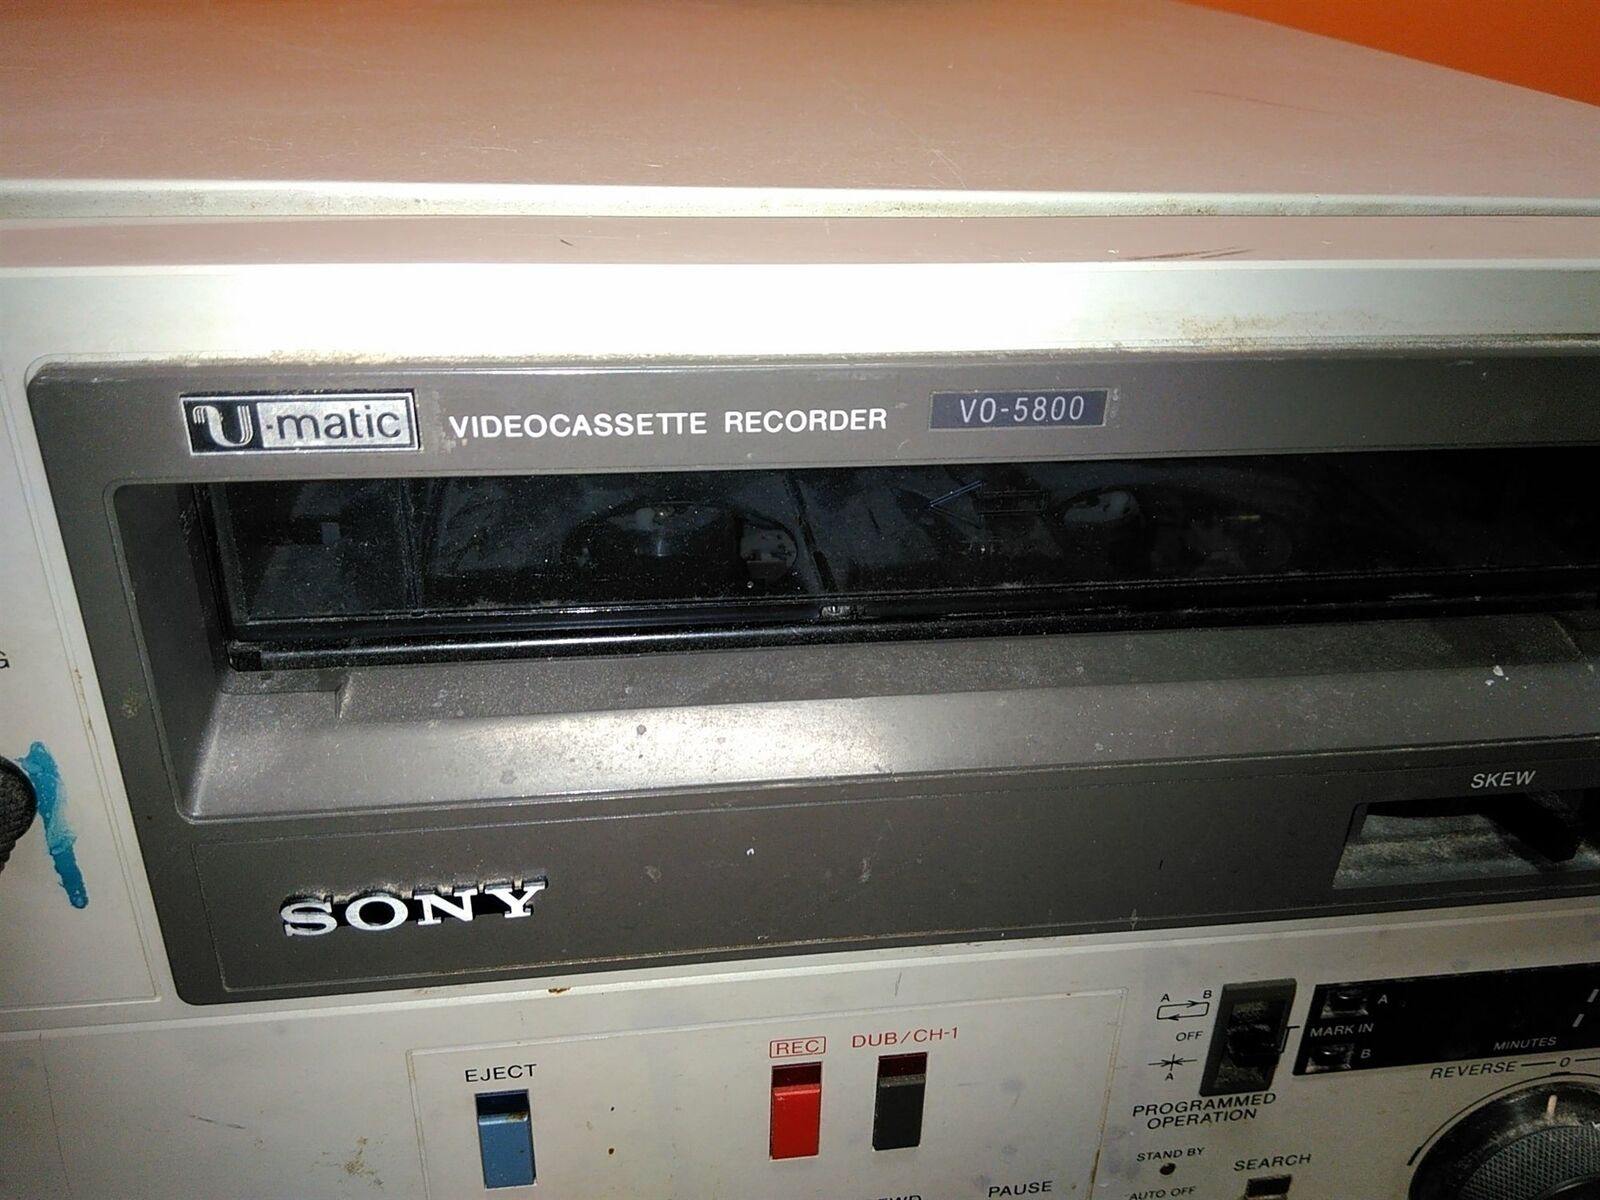 U-matic VIDEOCASSETTE RECORDER VO-5800
SKEW
SONY
EJECT
REC
DUB/CH-1
A B
OFF
A
PROGRAMMED
OPERATION
A
MARK IN
B
MINUTES
REVERSE 0
STAND BY
AUTO OFF
SEARCH
PAUSE